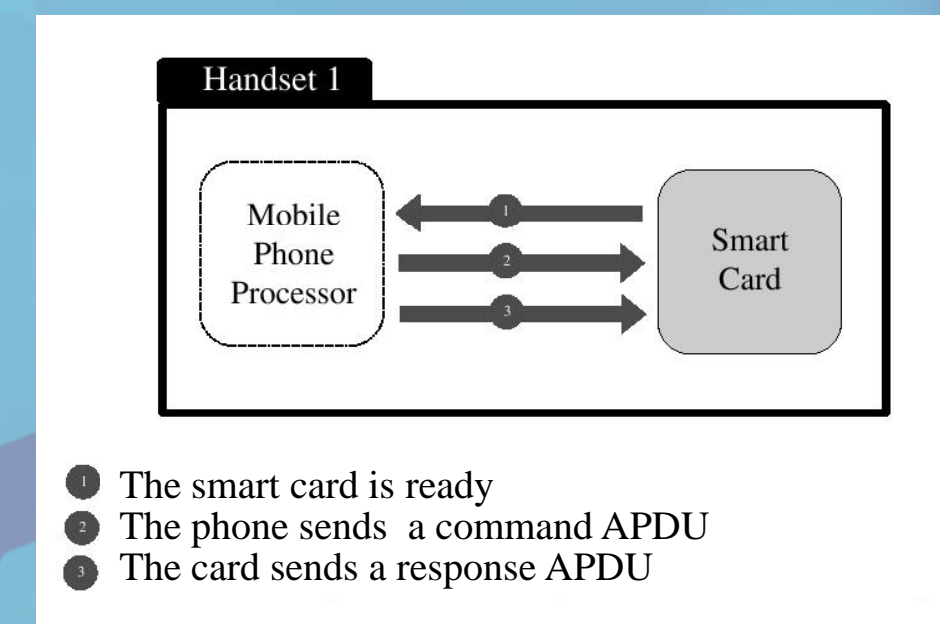 Handset 1
Mobile
Phone
Processor
1
2
3
Smart
Card
1 The smart card is ready
2 The phone sends a command APDU
3 The card sends a response APDU